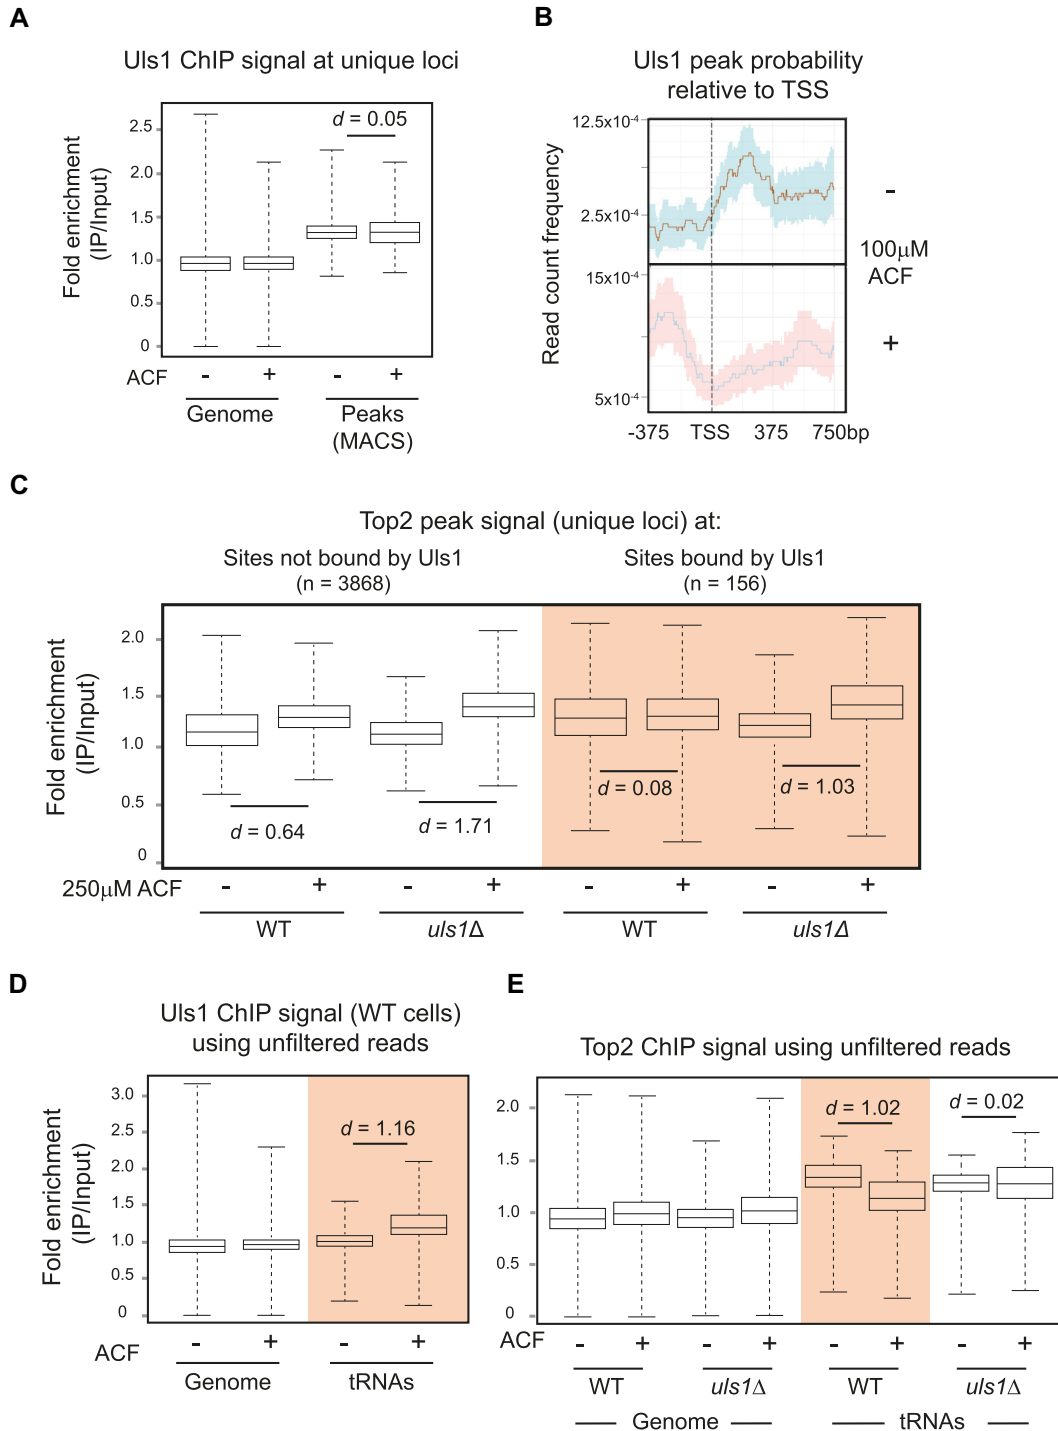 A
Uls1 ChIP signal at unique loci
Fold enrichment
(IP/Input)
2.5
2.0
1.5
1.0
0.5
0
d = 0.05
ACF - + - +
Genome Peaks
(MACS)
B
Uls1 peak probability
relative to TSS
Read count frequency
12.5x10-4
2.5x10-4
15x10-4
5x10-4
-
100μM
ACF
+
-375 TSS 375 750bp
C
Top2 peak signal (unique loci) at:
Sites not bound by Uls1 Sites bound by Uls1
(n = 3868) (n = 156)
Fold enrichment
(IP/Input)
2.0
1.5
1.0
0.5
0
d = 0.64
d = 1.71
d = 0.08
d = 1.03
250μM ACF - + - + - + - +
WT uls1Δ WT uls1Δ
D
Uls1 ChIP signal (WT cells)
using unfiltered reads
Fold enrichment
(IP/Input)
3.0
2.5
2.0
1.5
1.0
0.5
0
d = 1.16
ACF - + - +
Genome tRNAs
E
Top2 ChIP signal using unfiltered reads
2.0
1.5
1.0
0.5
0
d = 1.02
d = 0.02
ACF - + - + - + - +
WT uls1Δ WT uls1Δ
Genome tRNAs